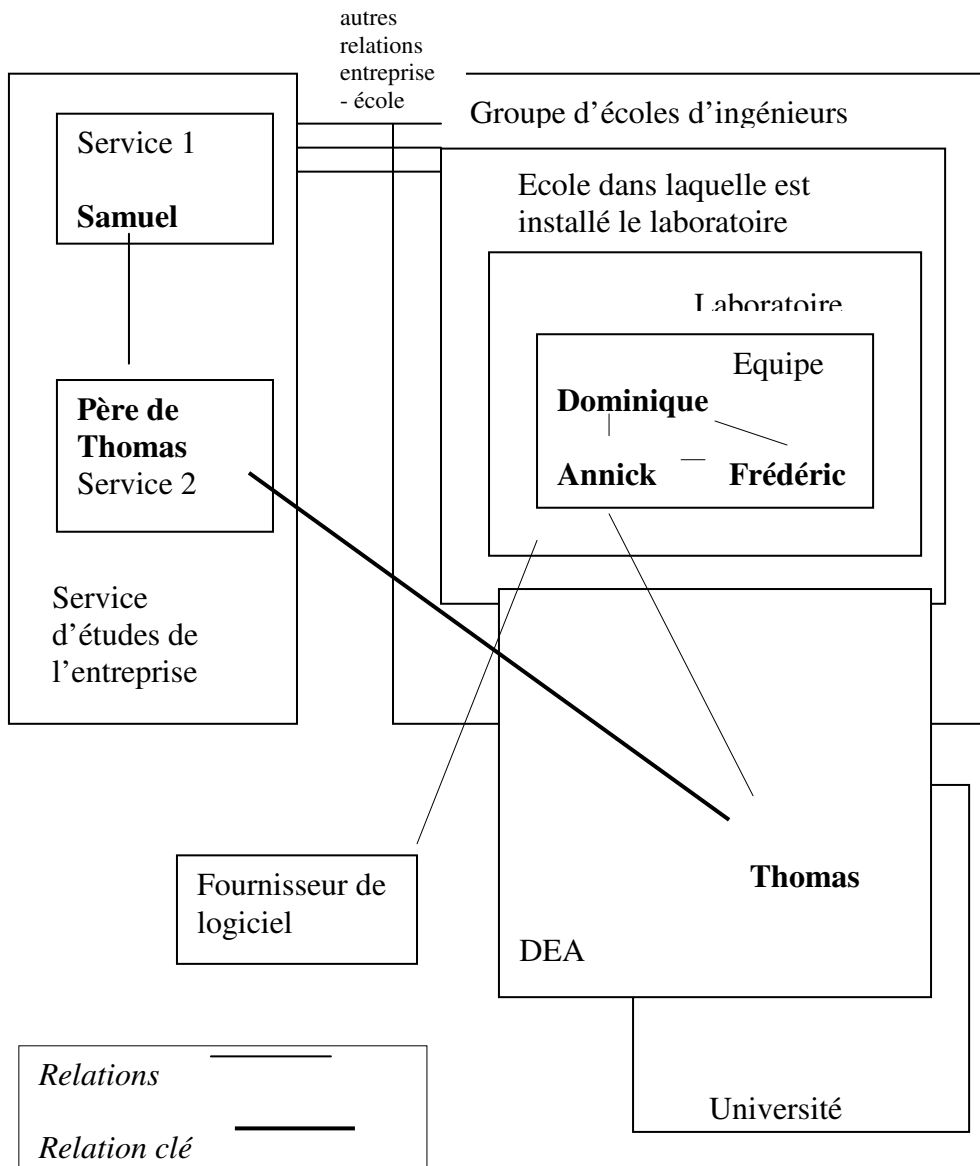 autres
relations
entreprise
- école
Groupe d'écoles d'ingénieurs
Service 1
Samuel
Ecole dans laquelle est
installé le laboratoire
Laboratoire
Equipe
Dominique
Annick
Frédéric
Père de
Thomas
Service 2
Service
d'études de
l'entreprise
Fournisseur de
logiciel
Thomas
DEA
Université
Relations
Relation clé